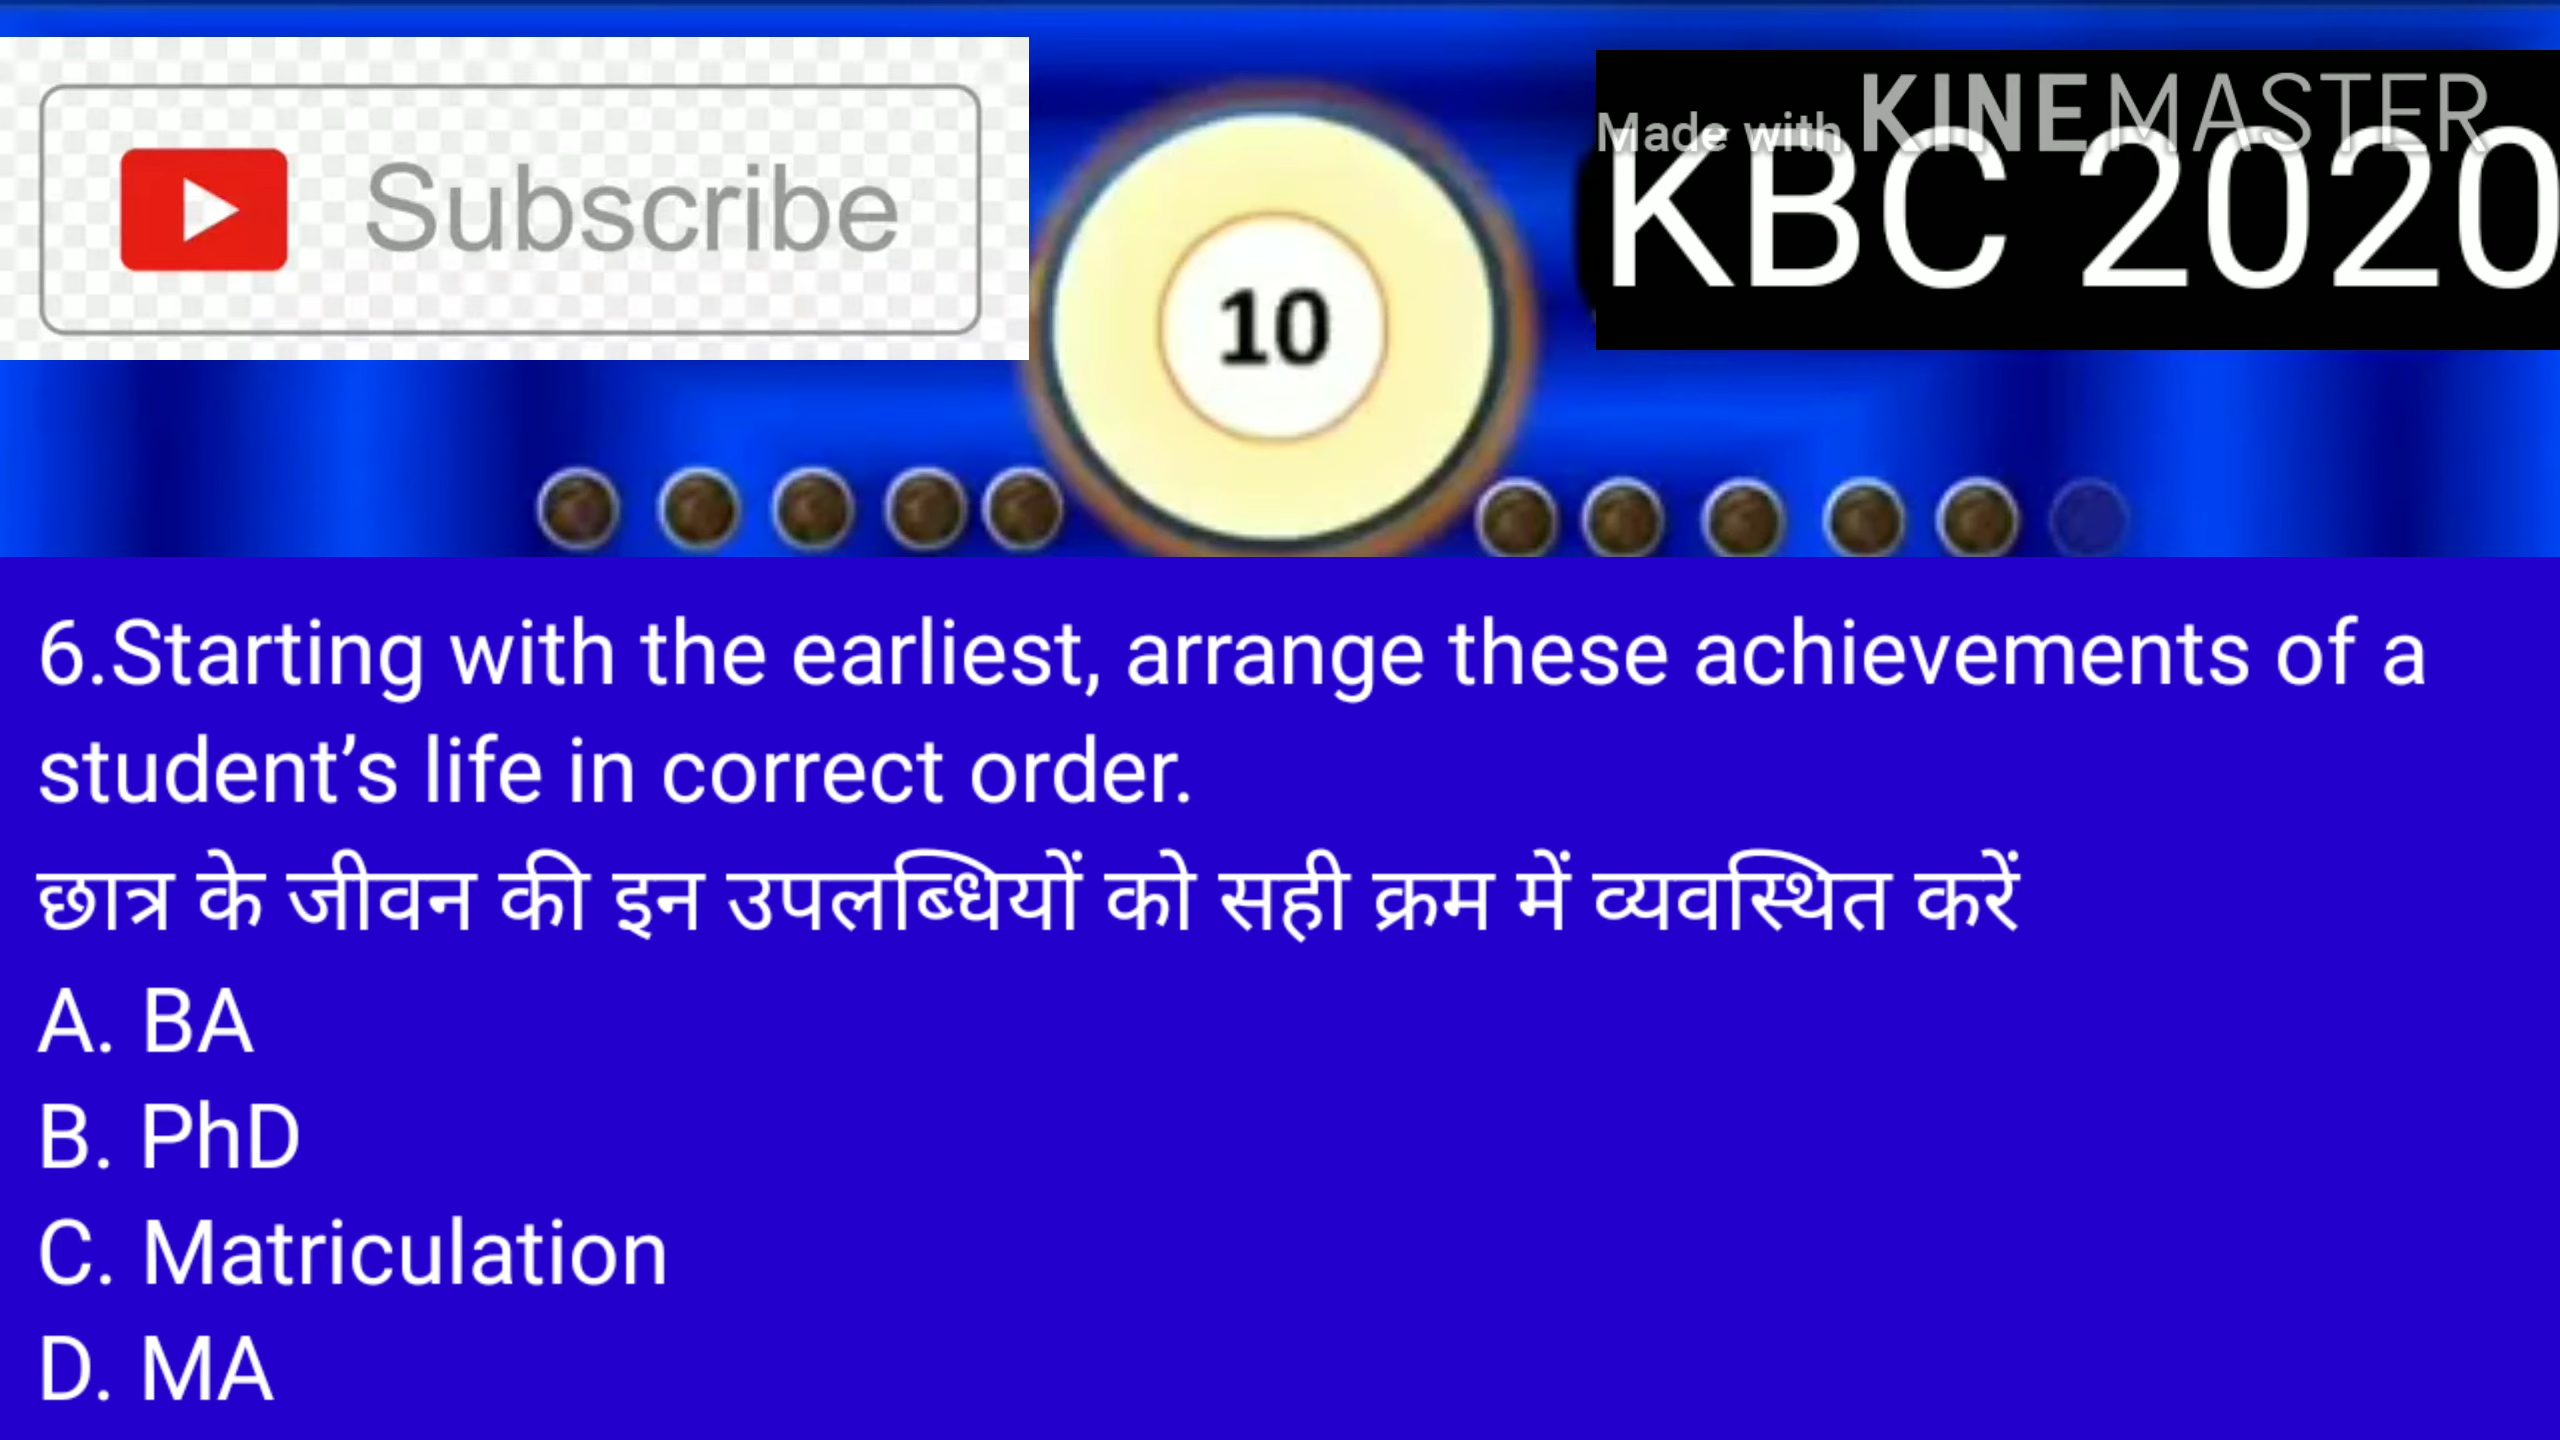 Subscribe
10
Made with KINEMASTER
KBC 2020
6.Starting with the earliest, arrange these achievements of a
student’s life in correct order.
छात्र के जीवन की इन उपलब्धियों को सही क्रम में व्यवस्थित करें
A. BA
B. PhD
C. Matriculation
D. MA